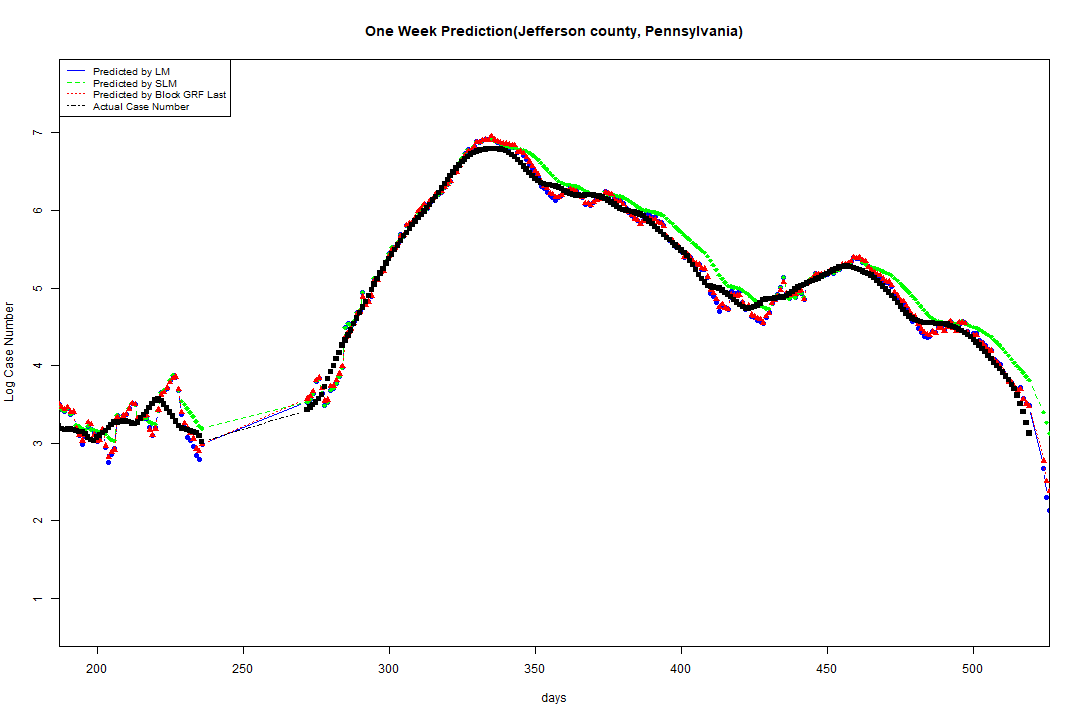 One Week Prediction(Jefferson county, Pennsylvania)
Predicted by LM
Predicted by SLM
Predicted by Block GRF Last
Actual Case Number
7
6
5
4
3
2
1
Log Case Number
200 250 300 350 400 450 500
days